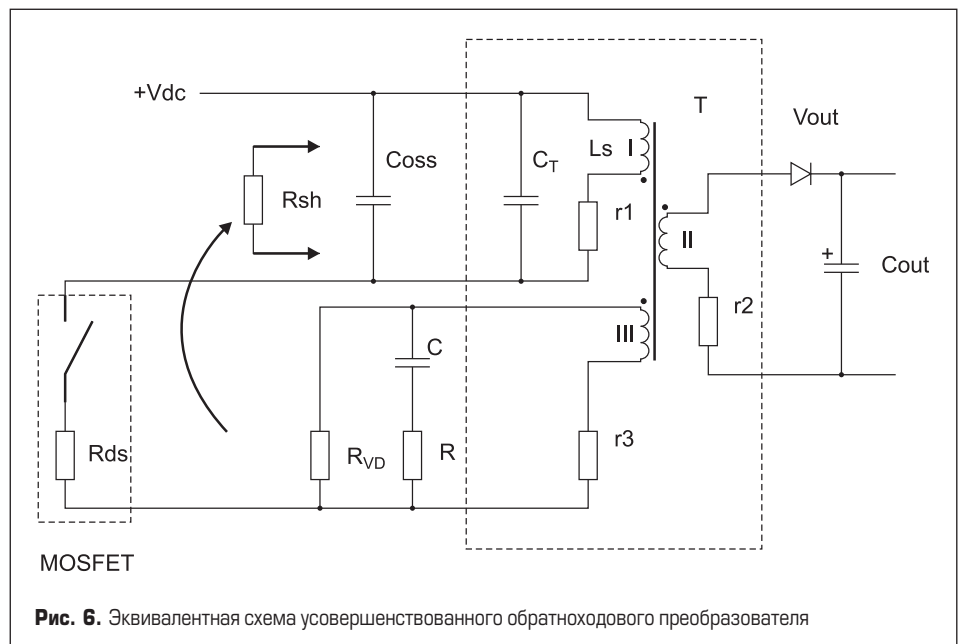 +Vdc
T
Vout
Coss
C_T
Ls
I
Rsh
r1
II
+
Cout
r2
III
C
Rds
R_VD
R
r3
MOSFET
Рис. 6. Эквивалентная схема усовершенствованного обратноходового преобразователя